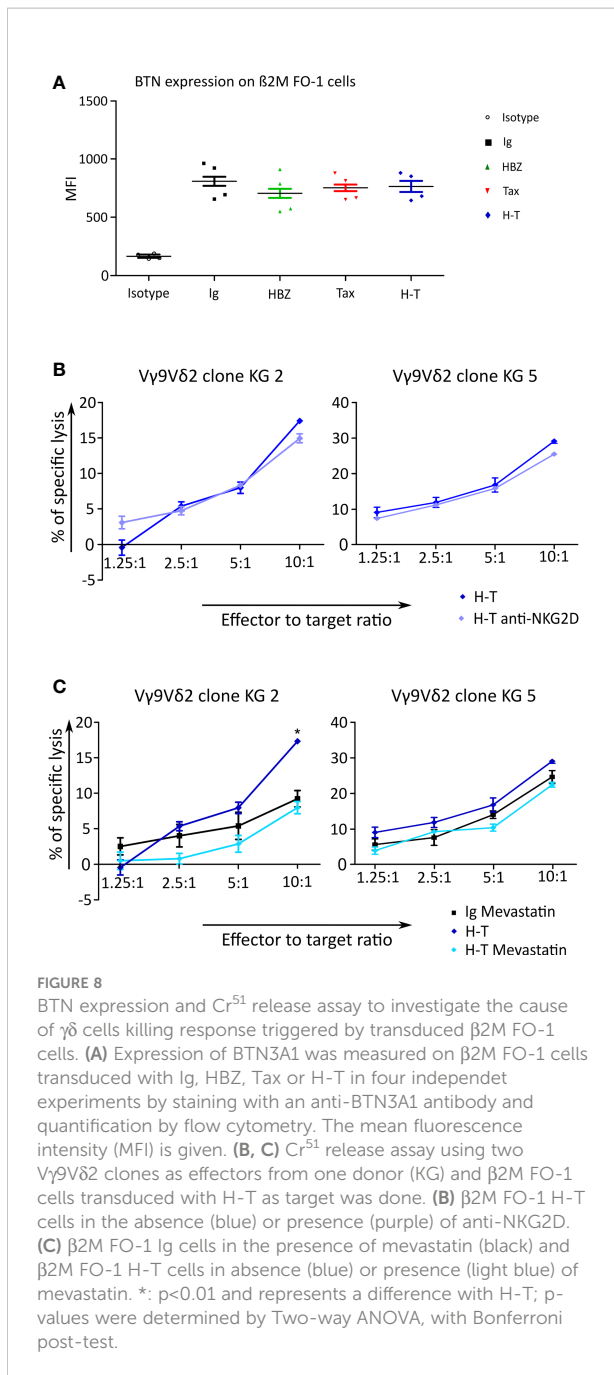 A
BTN expression on ß2M FO-1 cells
MFI
1500
1000
500
0
Isotype
Ig
HBZ
Tax
H-T
Isotype
Ig
HBZ
Tax
H-T
B
Vγ9Vδ2 clone KG 2
Vγ9Vδ2 clone KG 5
% of specific lysis
20
15
10
5
0
-5
1.25:1
2.5:1
5:1
10:1
40
30
20
10
0
1.25:1
2.5:1
5:1
10:1
Effector to target ratio
H-T
H-T anti-NKG2D
C
Vγ9Vδ2 clone KG 2
Vγ9Vδ2 clone KG 5
% of specific lysis
20
15
10
5
0
-5
*
1.25:1
2.5:1
5:1
10:1
40
30
20
10
0
1.25:1
2.5:1
5:1
10:1
Effector to target ratio
Ig Mevastatin
H-T
H-T Mevastatin
FIGURE 8
BTN expression and Cr⁵¹ release assay to investigate the cause
of γδ cells killing response triggered by transduced β2M FO-1
cells. (A) Expression of BTN3A1 was measured on β2M FO-1 cells
transduced with Ig, HBZ, Tax or H-T in four independet
experiments by staining with an anti-BTN3A1 antibody and
quantification by flow cytometry. The mean fluorescence
intensity (MFI) is given. (B, C) Cr⁵¹ release assay using two
Vγ9Vδ2 clones as effectors from one donor (KG) and β2M FO-1
cells transduced with H-T as target was done. (B) β2M FO-1 H-T
cells in the absence (blue) or presence (purple) of anti-NKG2D.
(C) β2M FO-1 Ig cells in the presence of mevastatin (black) and
β2M FO-1 H-T cells in absence (blue) or presence (light blue) of
mevastatin. *: p<0.01 and represents a difference with H-T; p-
values were determined by Two-way ANOVA, with Bonferroni
post-test.